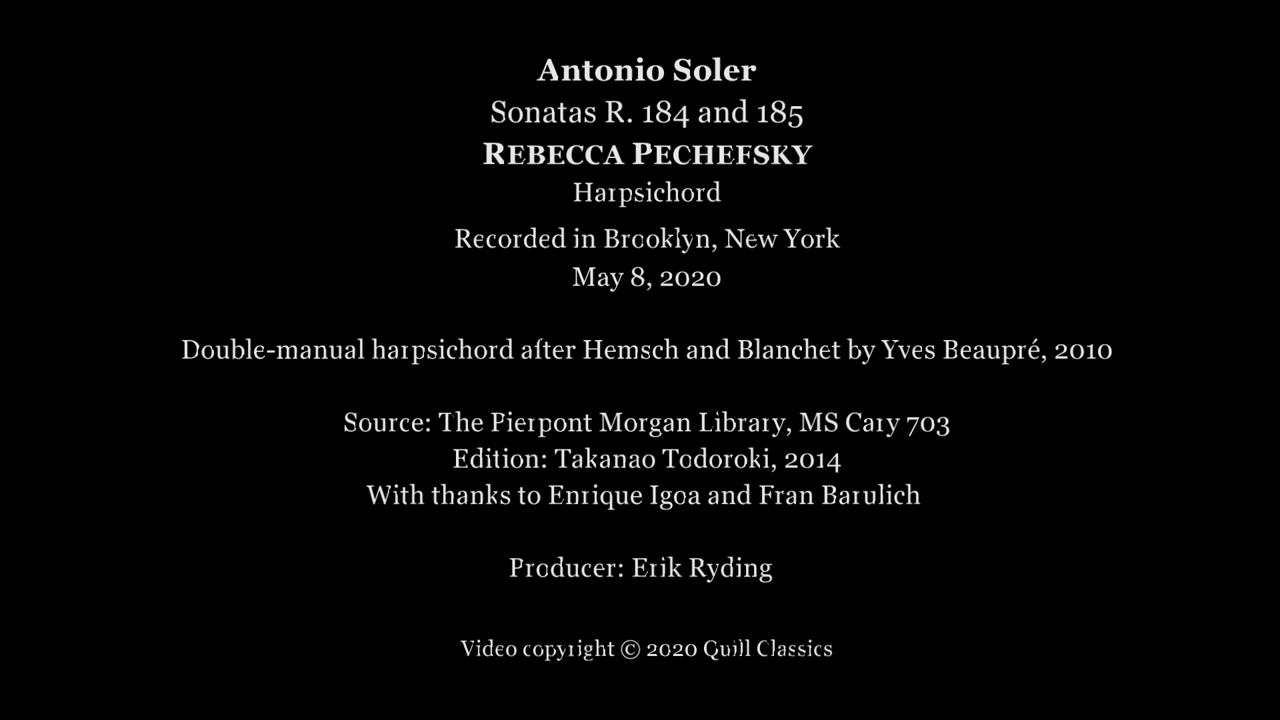 Antonio Soler
Sonatas R. 184 and 185
REBECCA PECHEFSKY
Harpsichord
Recorded in Brooklyn, New York
May 8, 2020
Double-manual harpsichord after Hemsch and Blanchet by Yves Beaupré, 2010
Source: The Pierpont Morgan Library, MS Cary 703
Edition: Takanao Todoroki, 2014
With thanks to Enrique Igoa and Fran Barulich
Producer: Erik Ryding
Video copyright © 2020 Quill Classics